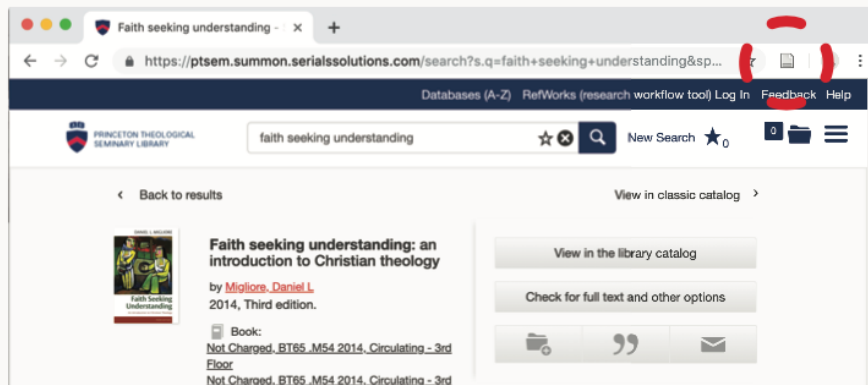 Faith seeking understanding -
https://ptsem.summon.serialssolutions.com/search?s.q=faith+seeking+understanding&sp...
Databases (A-Z) RefWorks (research workflow tool) Log In Feedback Help
PRINCETON THEOLOGICAL
SEMINARY LIBRARY
faith seeking understanding
New Search
0
0
Back to results
View in classic catalog
DANIEL L. MIGLIORE
Faith Seeking
Understanding
Faith seeking understanding: an
introduction to Christian theology
by Migliore, Daniel L
2014, Third edition.
Book:
Not Charged, BT65 .M54 2014, Circulating - 3rd
Floor
Not Charged, BT65 .M54 2014, Circulating - 3rd
View in the library catalog
Check for full text and other options